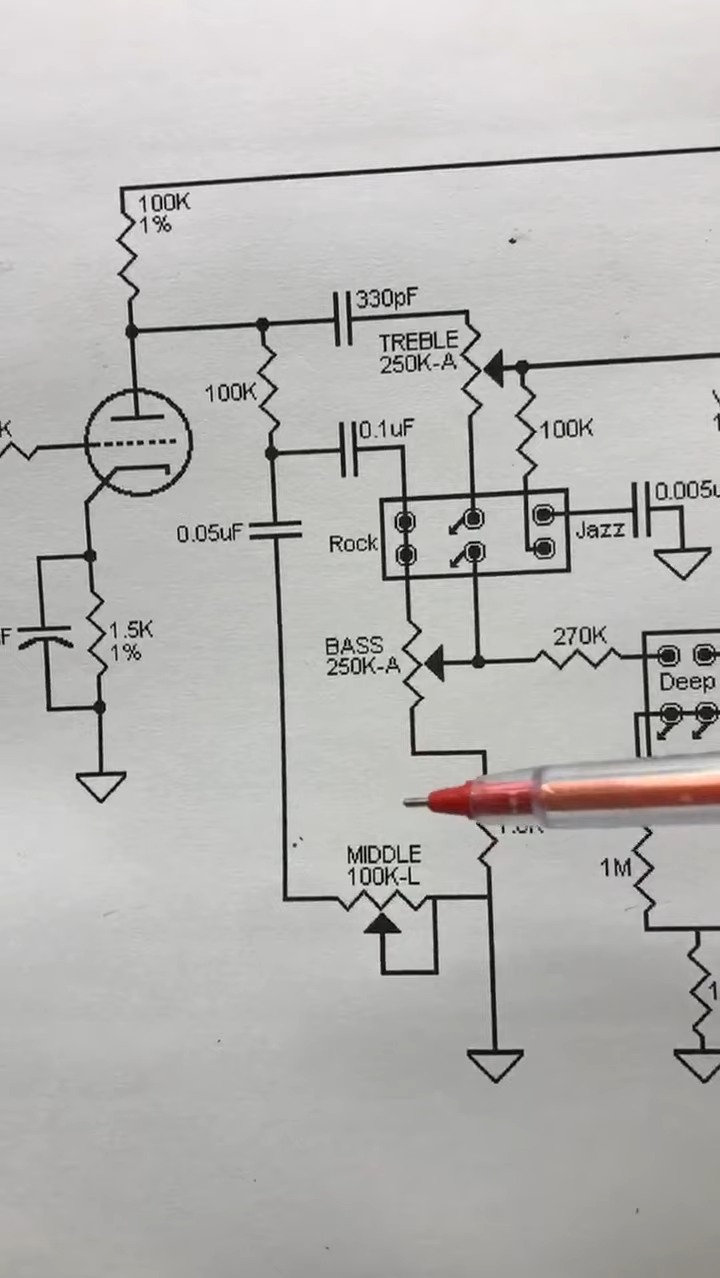 100K
1%
330pF
TREBLE
250K-A
100K
K
0.1uF
100K
0.05uF
Rock
Jazz
0.005u
F
1.5K
1%
BASS
250K-A
270K
Deep
MIDDLE
100K-L
1M
1